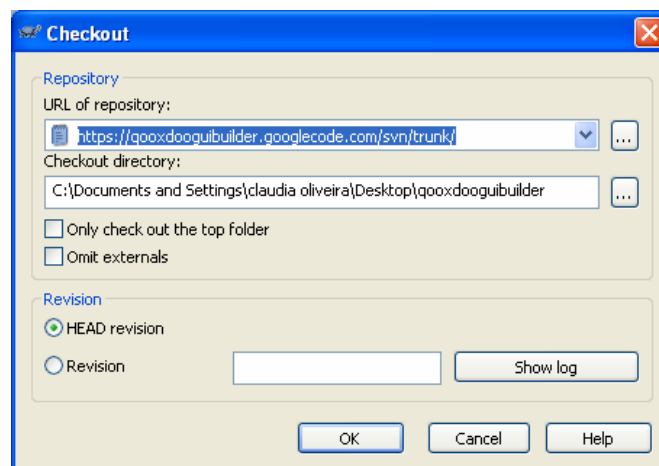 Checkout
Repository
URL of repository:
https://qooxdooguibuilder.googlecode.com/svn/trunk/
...
Checkout directory:
C:\Documents and Settings\claudia oliveira\Desktop\qooxdooguibuilder
...
Only check out the top folder
Omit externals
Revision
HEAD revision
Revision
Show log
OK
Cancel
Help